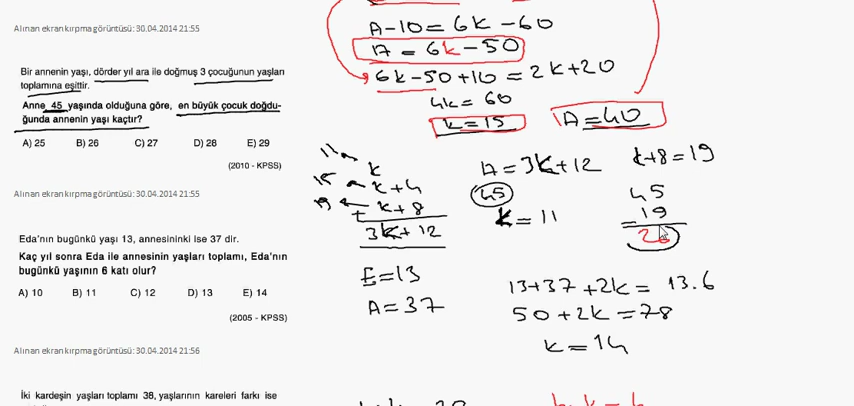 Alınan ekran kırpma görüntüsü: 30.04.2014 21:55
A-10=6k-60
A=6k-50
6k-50+10=2k+20
4k=60
k=15
A=40
Bir annenin yaşı, dörder yıl ara ile doğmuş 3 çocuğunun yaşları
toplamına eşittir.
Anne 45 yaşında olduğuna göre, en büyük çocuk doğdu-
ğunda annenin yaşı kaçtır?
A) 25 B) 26 C) 27 D) 28 E) 29
(2010 - KPSS)
11 k
15 k+4
19 + k+8
3k+12
A=3k+12
45
k=11
k+8=19
45
-19
26
Alınan ekran kırpma görüntüsü: 30.04.2014 21:55
Eda'nın bugünkü yaşı 13, annesininki ise 37 dir.
Kaç yıl sonra Eda ile annesinin yaşları toplamı, Eda'nın
bugünkü yaşının 6 katı olur?
A) 10 B) 11 C) 12 D) 13 E) 14
(2005 - KPSS)
E=13
A=37
13+37+2k=13.6
50+2k=78
k=14
Alınan ekran kırpma görüntüsü: 30.04.2014 21:56
İki kardeşin yaşları toplamı 38, yaşlarının kareleri farkı ise